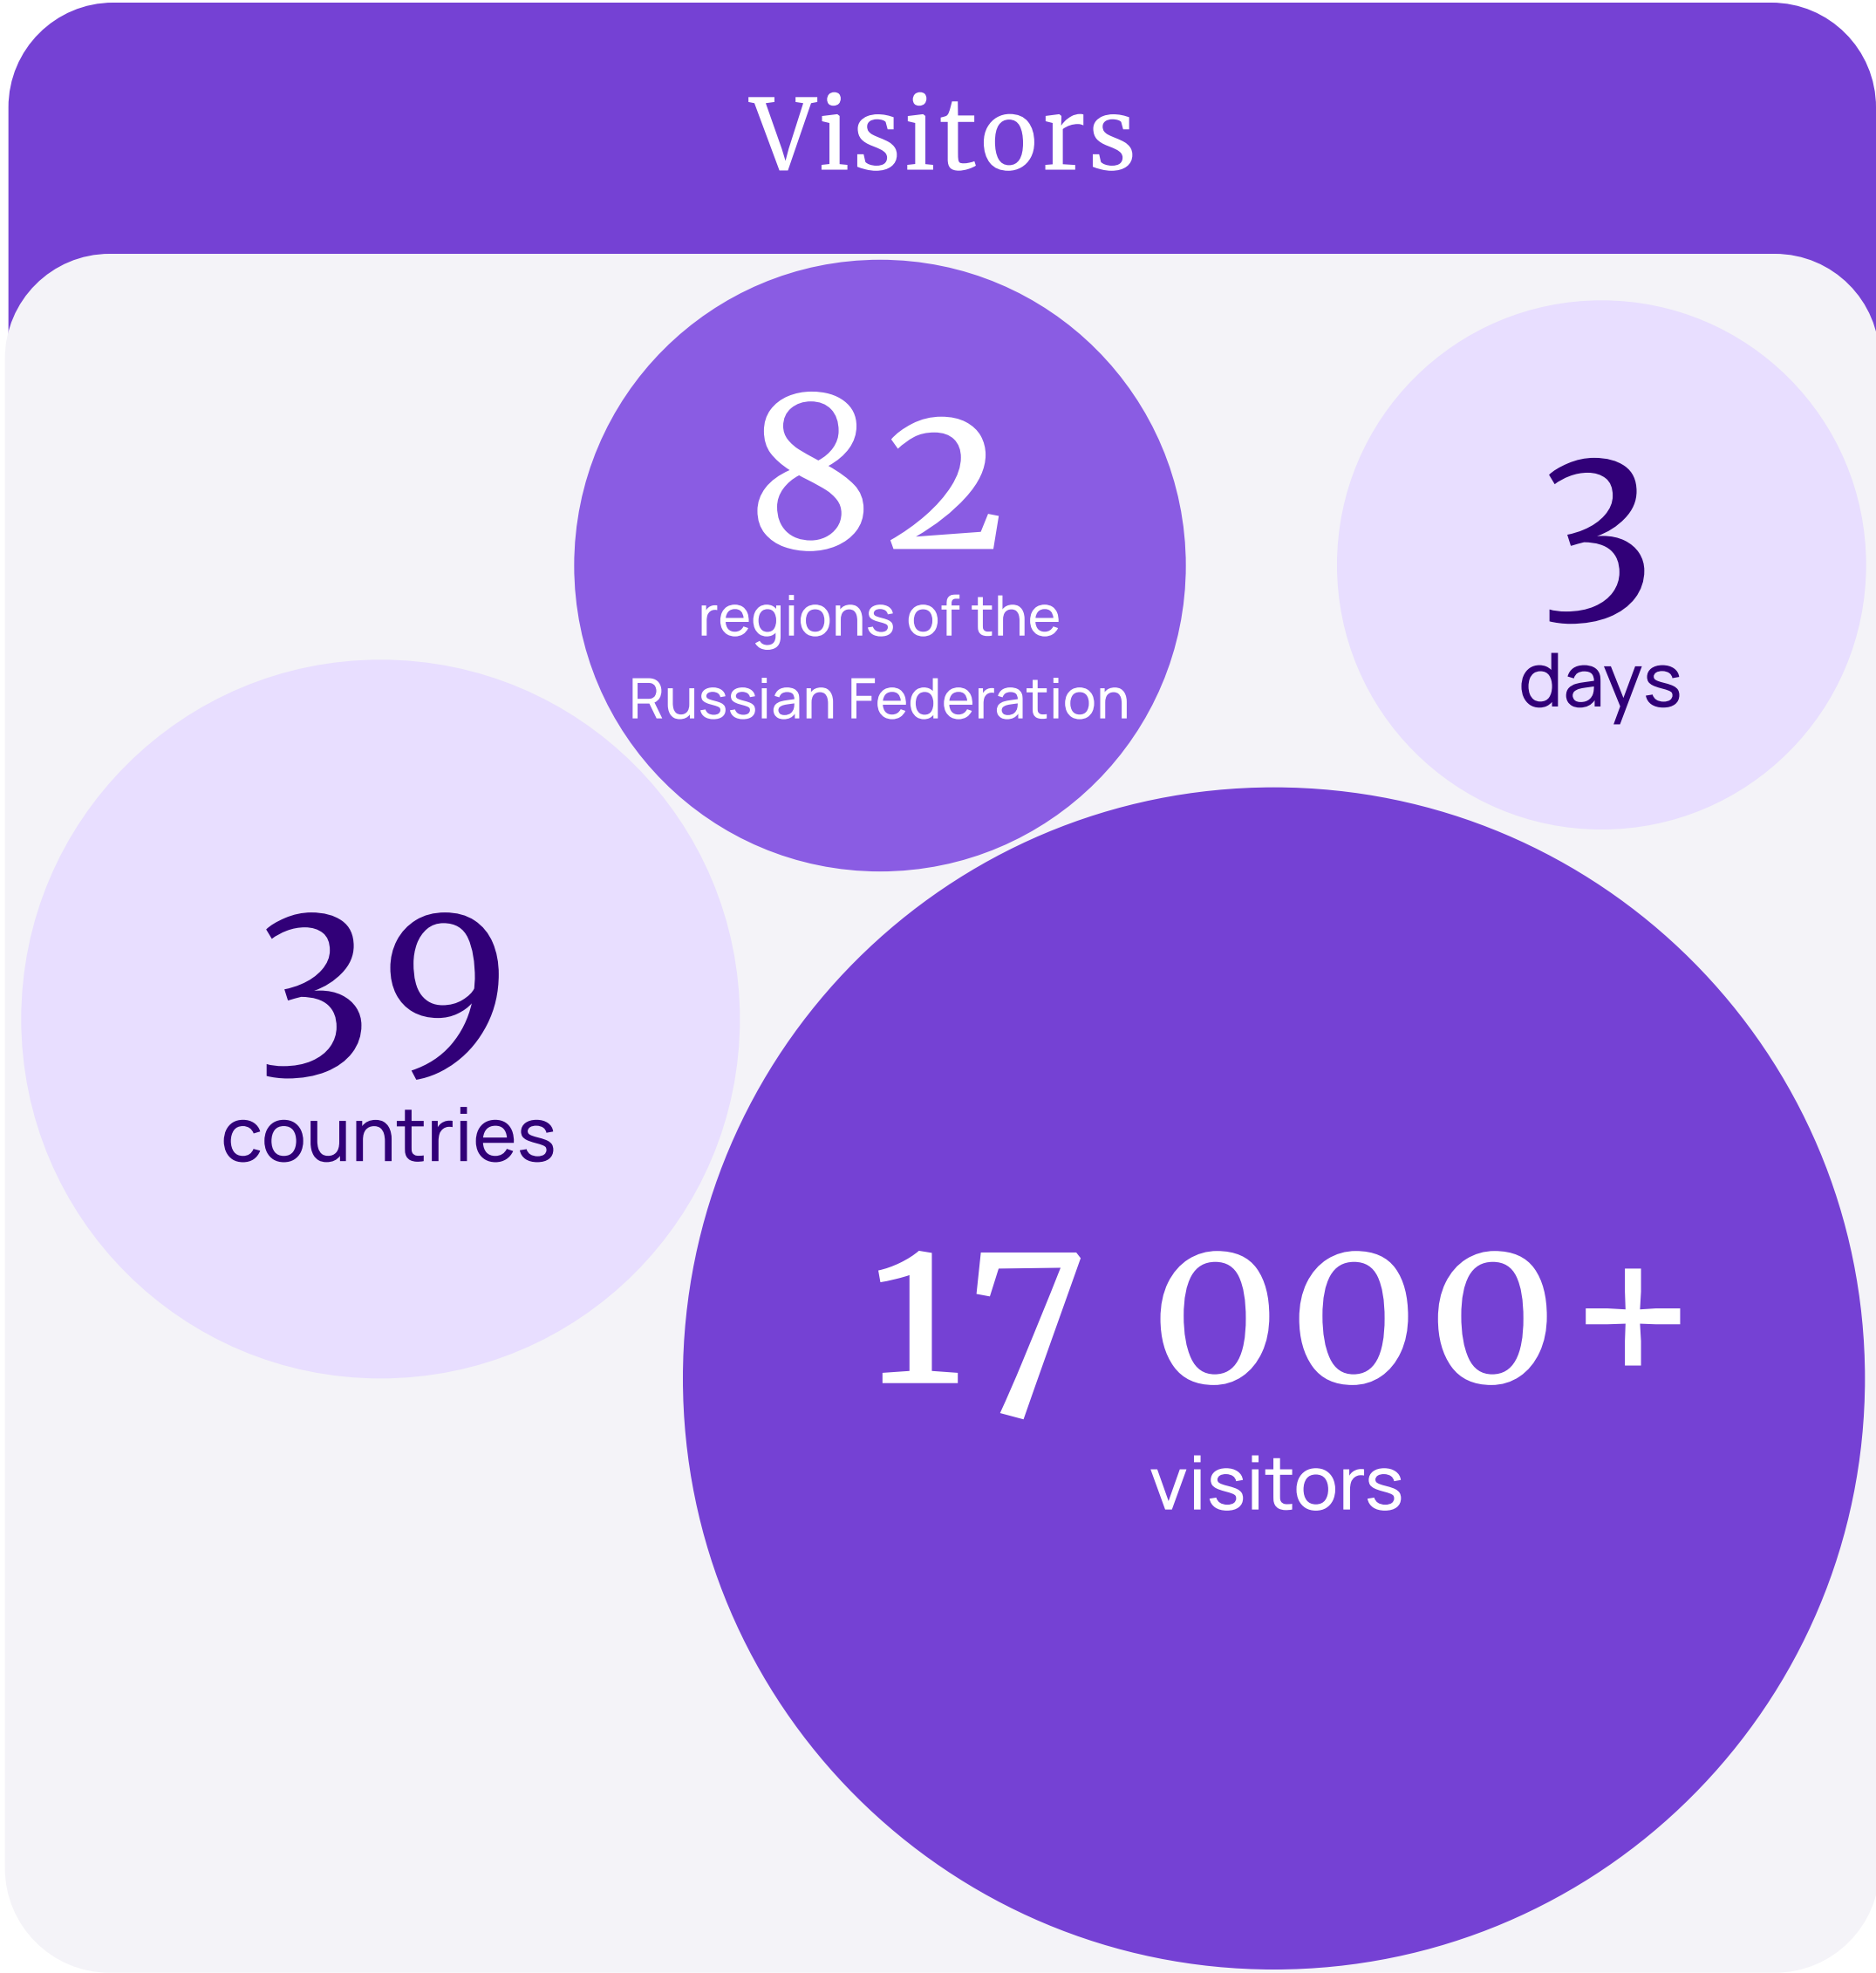 Visitors
82
regions of the
Russian Federation
3
days
39
countries
17 000+
visitors